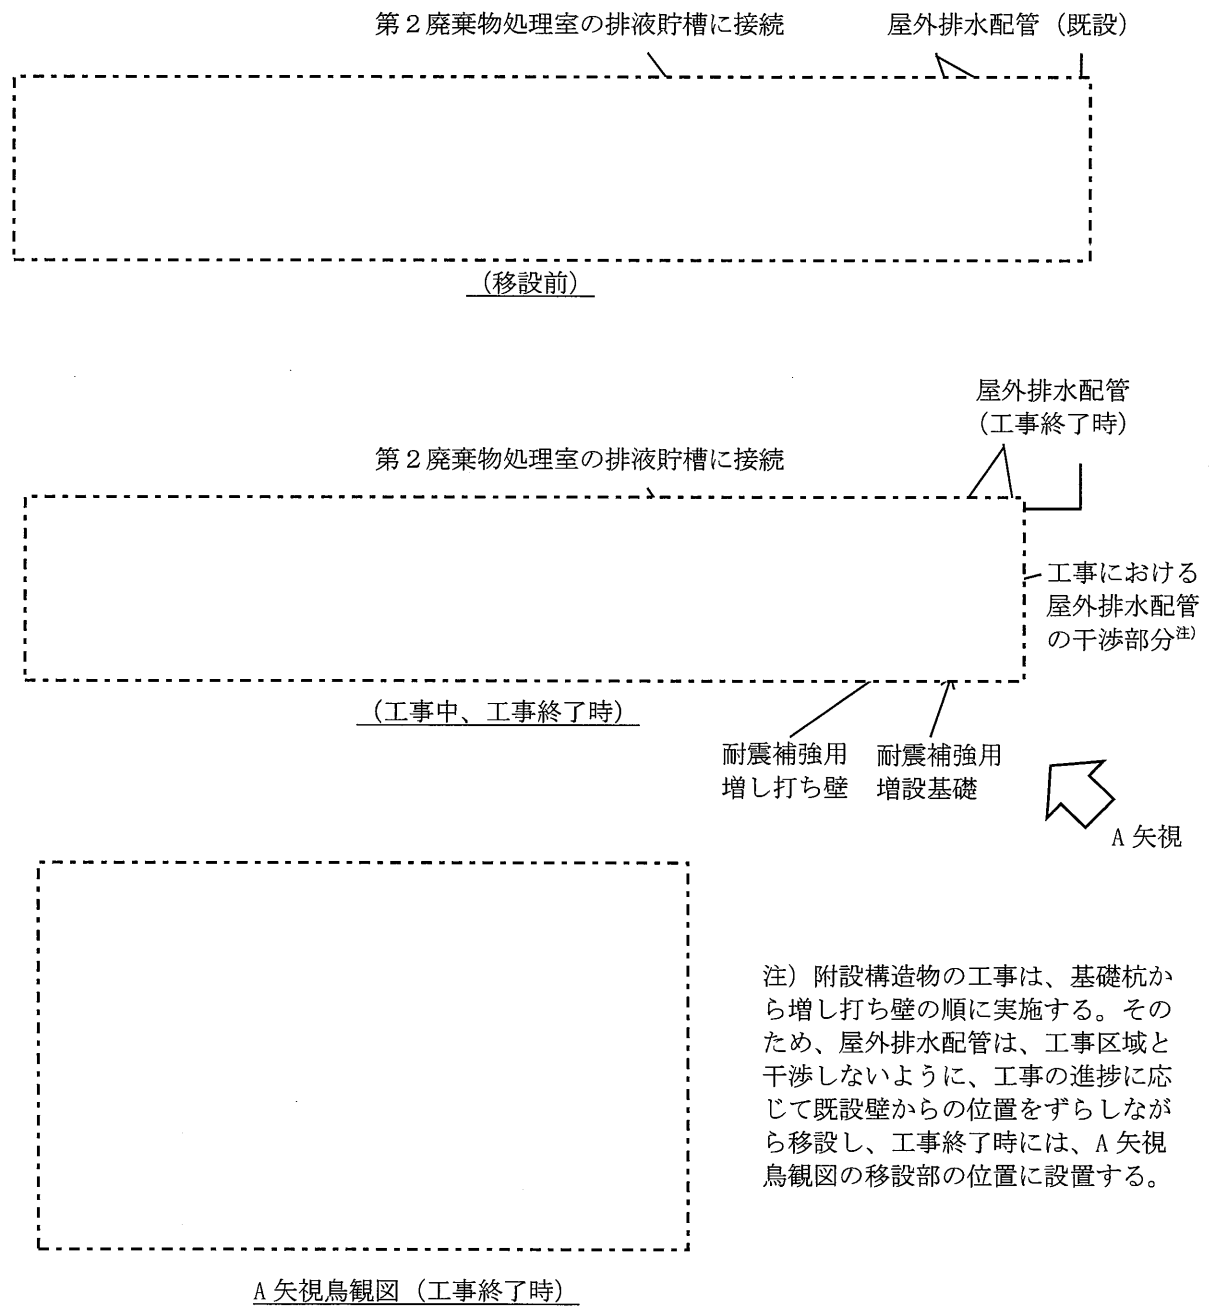 第２廃棄物処理室の排液貯槽に接続
屋外排水配管（既設）
（移設前）
屋外排水配管
（工事終了時）
第２廃棄物処理室の排液貯槽に接続
工事における
屋外排水配管
の干渉部分注）
（工事中、工事終了時）
耐震補強用
増し打ち壁
耐震補強用
増設基礎
A 矢視
注）附設構造物の工事は、基礎杭か
ら増し打ち壁の順に実施する。その
ため、屋外排水配管は、工事区域と
干渉しないように、工事の進捗に応
じて既設壁からの位置をずらしなが
ら移設し、工事終了時には、A 矢視
鳥観図の移設部の位置に設置する。
A 矢視鳥観図（工事終了時）